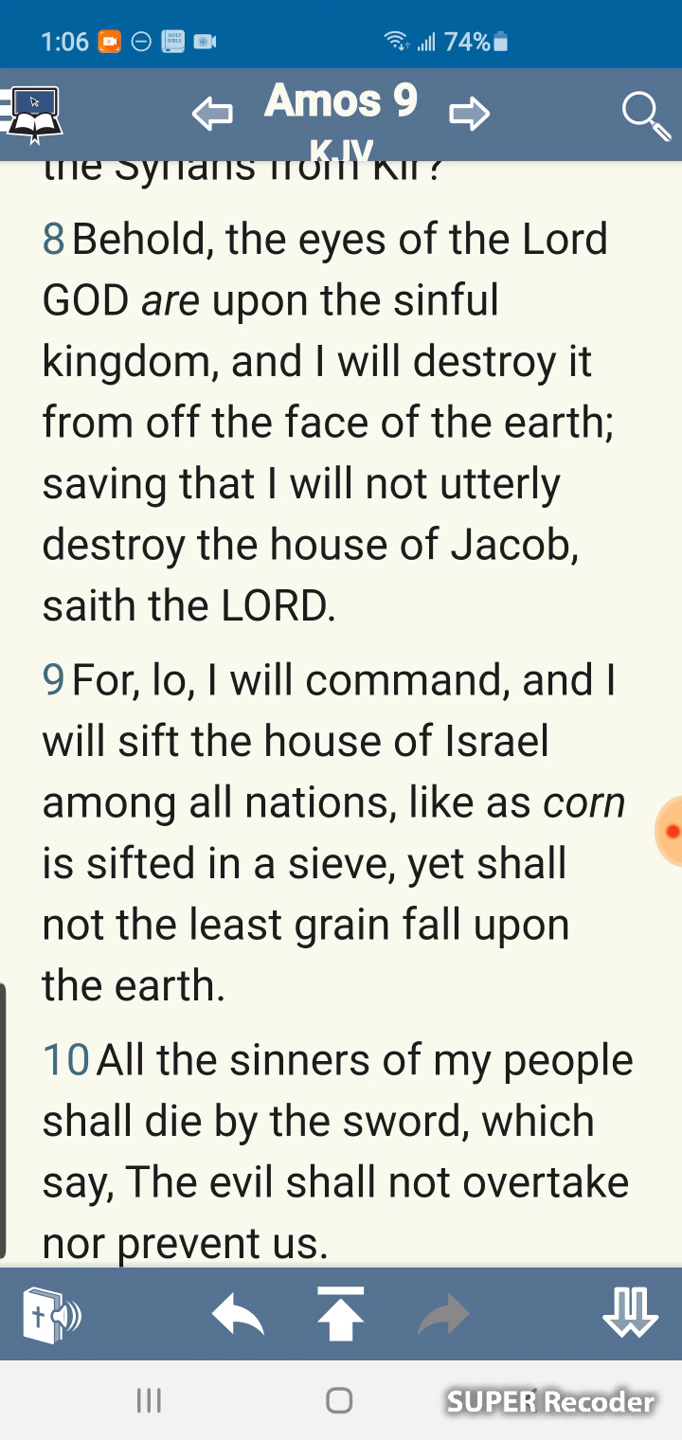 1:06 74%
Amos 9
KJV
the Syrians from Kir?
8 Behold, the eyes of the Lord
GOD are upon the sinful
kingdom, and I will destroy it
from off the face of the earth;
saving that I will not utterly
destroy the house of Jacob,
saith the LORD.
9 For, lo, I will command, and I
will sift the house of Israel
among all nations, like as corn
is sifted in a sieve, yet shall
not the least grain fall upon
the earth.
10 All the sinners of my people
shall die by the sword, which
say, The evil shall not overtake
nor prevent us.
SUPER Recoder